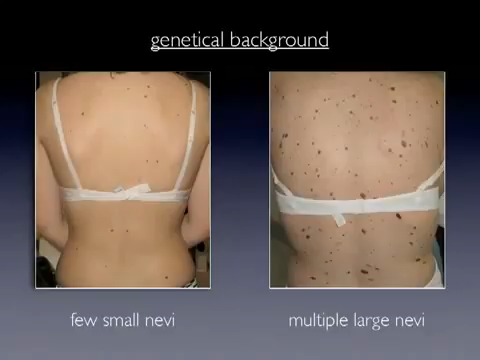 genetical background
few small nevi
multiple large nevi